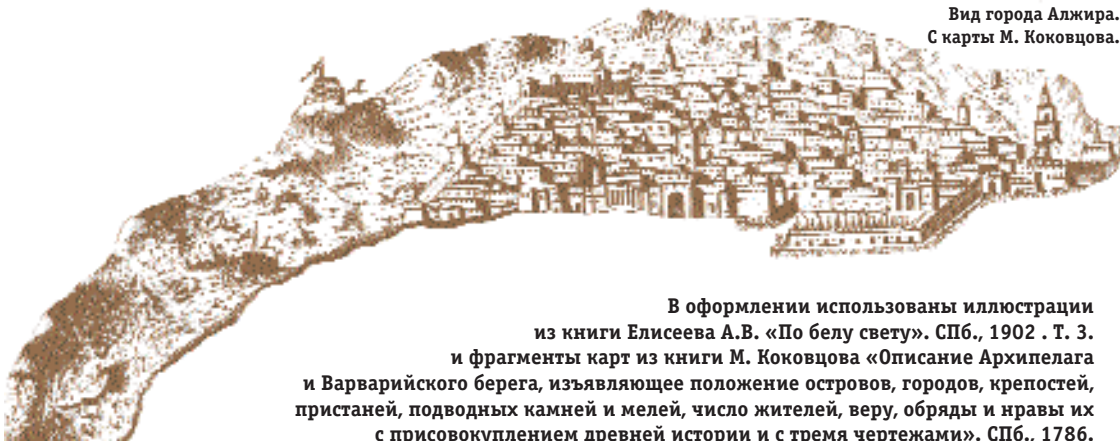 Вид города Алжира.
С карты М. Коковцова.
В оформлении использованы иллюстрации
из книги Елисеева А.В. «По белу свету». СПб., 1902 . Т. 3.
и фрагменты карт из книги М. Коковцова «Описание Архипелага
и Варварийского берега, изъявляющее положение островов, городов, крепостей,
пристаней, подводных камней и мелей, число жителей, веру, обряды и нравы их
с присовокуплением древней истории и с тремя чертежами». СПб., 1786.